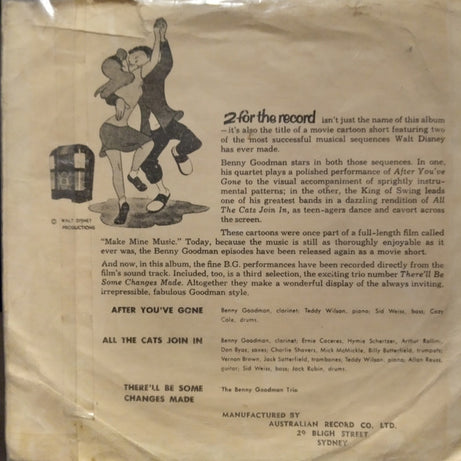 2 for the record isn't just the name of this album
—it's also the title of a movie cartoon short featuring two
of the most successful musical sequences Walt Disney
has ever made.
Benny Goodman stars in both those sequences. In one,
his quartet plays a polished performance of After You've
Gone to the visual accompaniment of sprightly instru-
mental patterns; in the other, the King of Swing leads
one of his greatest bands in a dazzling rendition of All
The Cats Join In, as teen-agers dance and cavort across
the screen.
© WALT DISNEY
PRODUCTIONS
These cartoons were once part of a full-length film called
"Make Mine Music." Today, because the music is still as thoroughly enjoyable as it
ever was, the Benny Goodman episodes have been released again as a movie short.
And now, in this album, the fine B.G. performances have been recorded directly from the
film's sound track. Included, too, is a third selection, the exciting trio number There'll Be
Some Changes Made. Altogether they make a wonderful display of the always inviting,
irrepressible, fabulous Goodman style.
AFTER YOU'VE GONE Benny Goodman, clarinet; Teddy Wilson, piano; Sid Weiss, bass; Cozy
Cole, drums.
ALL THE CATS JOIN IN Benny Goodman, clarinet; Ernie Caceres, Hymie Schertzer, Arthur Rollini,
Don Byas, saxes; Charlie Shavers, Mick McMickle, Billy Butterfield, trumpets;
Vernon Brown, Jack Satterfield, trombones; Teddy Wilson, piano; Allan Reuss,
guitar; Sid Weiss, bass; Jack Rubin, drums.
THERE'LL BE SOME The Benny Goodman Trio
CHANGES MADE
MANUFACTURED BY
AUSTRALIAN RECORD CO. LTD.
29 BLIGH STREET
SYDNEY